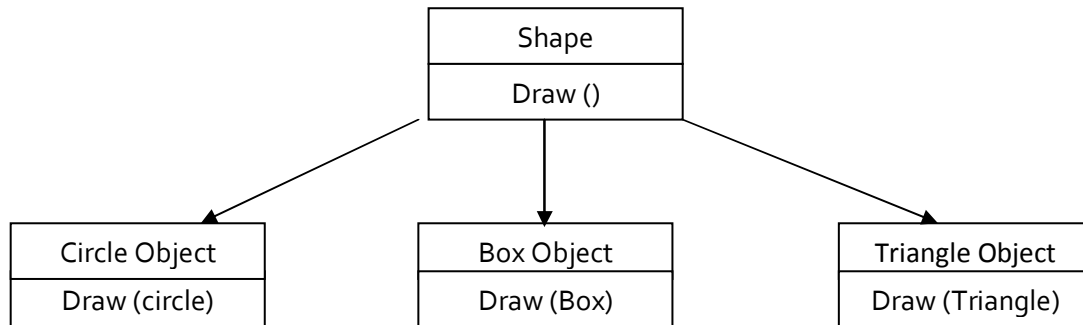 Shape
Draw ()
Circle Object
Draw (circle)
Box Object
Draw (Box)
Triangle Object
Draw (Triangle)